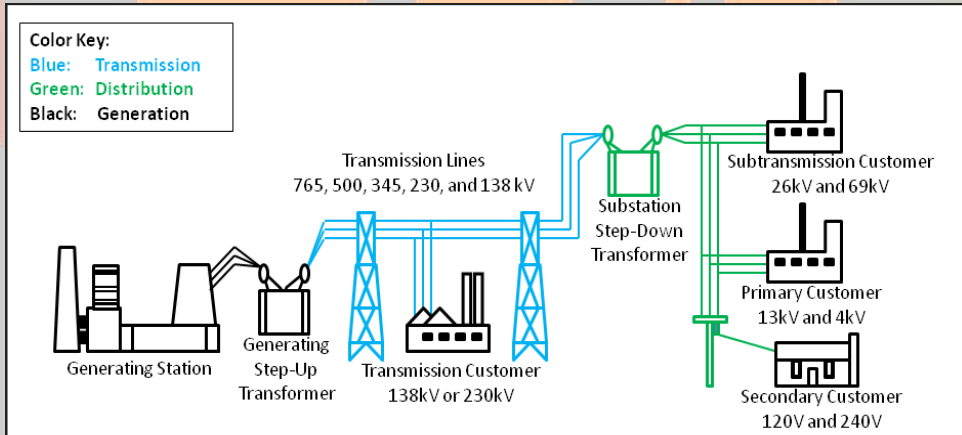 Color Key:
Blue: Transmission
Green: Distribution
Black: Generation
Transmission Lines
765, 500, 345, 230, and 138 kV
Generating Station
Generating
Step-Up
Transformer
Transmission Customer
138kV or 230kV
Substation
Step-Down
Transformer
Subtransmission Customer
26kV and 69kV
Primary Customer
13kV and 4kV
Secondary Customer
120V and 240V